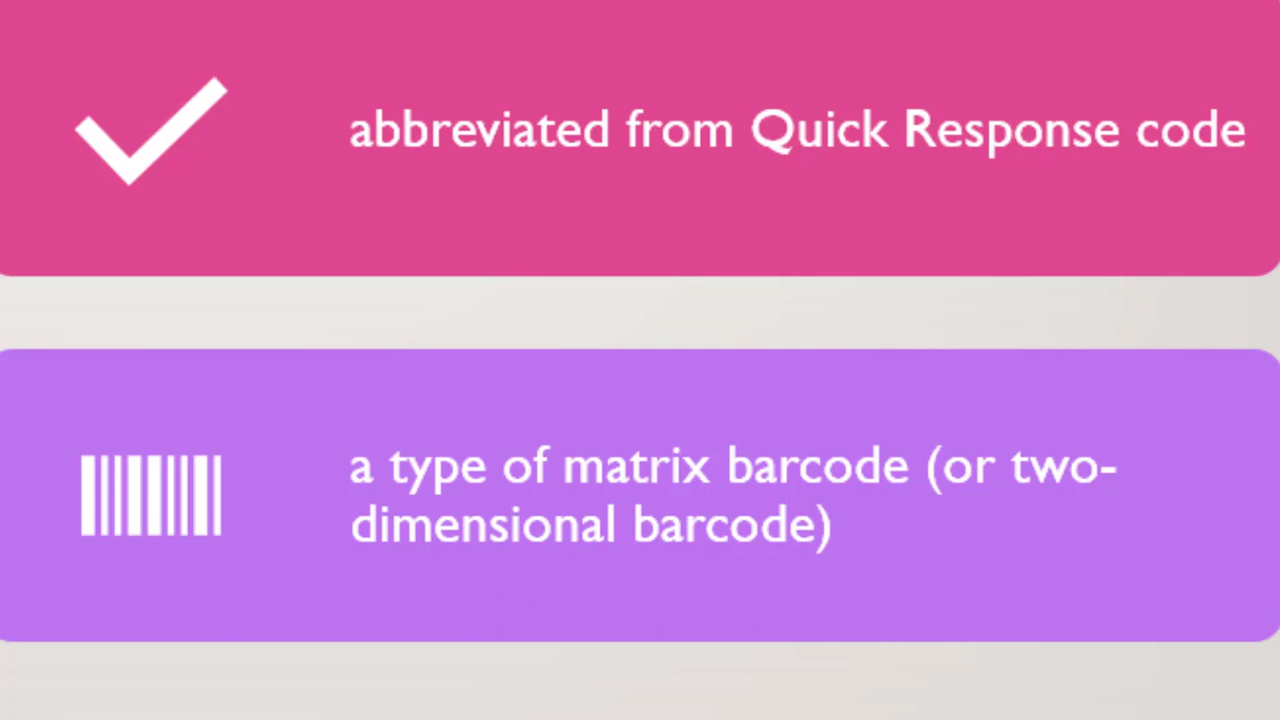 abbreviated from Quick Response code
a type of matrix barcode (or two-
dimensional barcode)